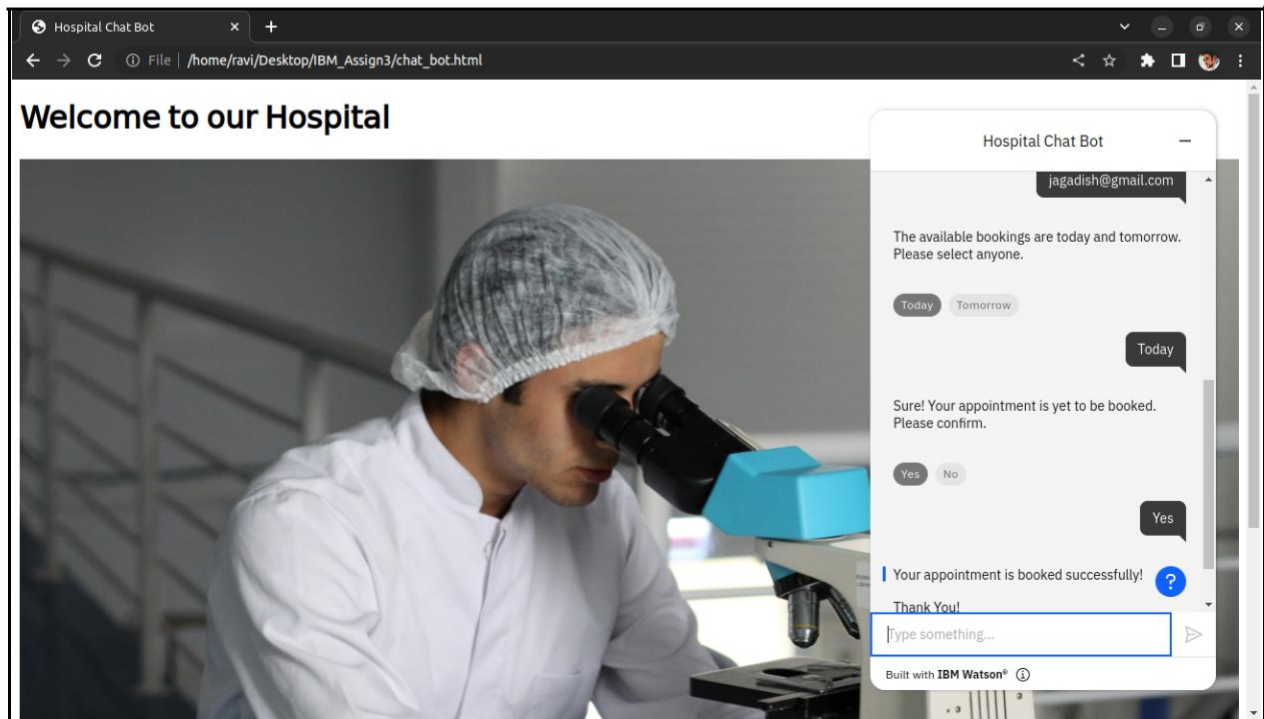 Hospital Chat Bot
File | /home/ravi/Desktop/IBM_Assign3/chat_bot.html
Welcome to our Hospital
Hospital Chat Bot
jagadish@gmail.com
The available bookings are today and tomorrow.
Please select anyone.
Today Tomorrow
Today
Sure! Your appointment is yet to be booked.
Please confirm.
Yes No
Yes
Your appointment is booked successfully!
?
Thank You!
Type something...
Built with IBM Watson®